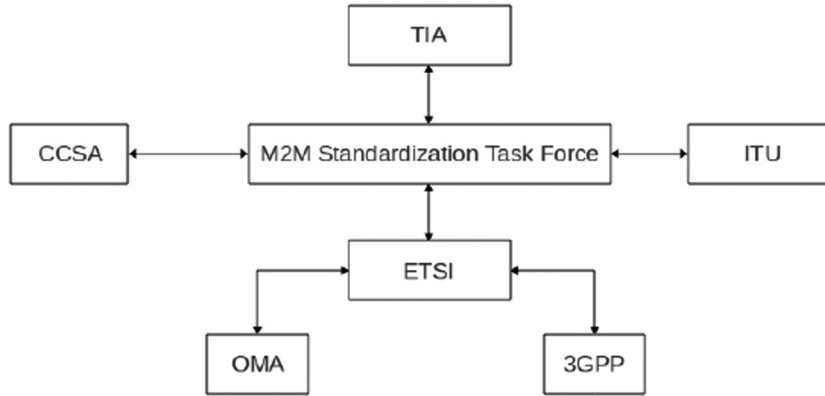 TIA
CCSA
M2M Standardization Task Force
ITU
ETSI
OMA
3GPP